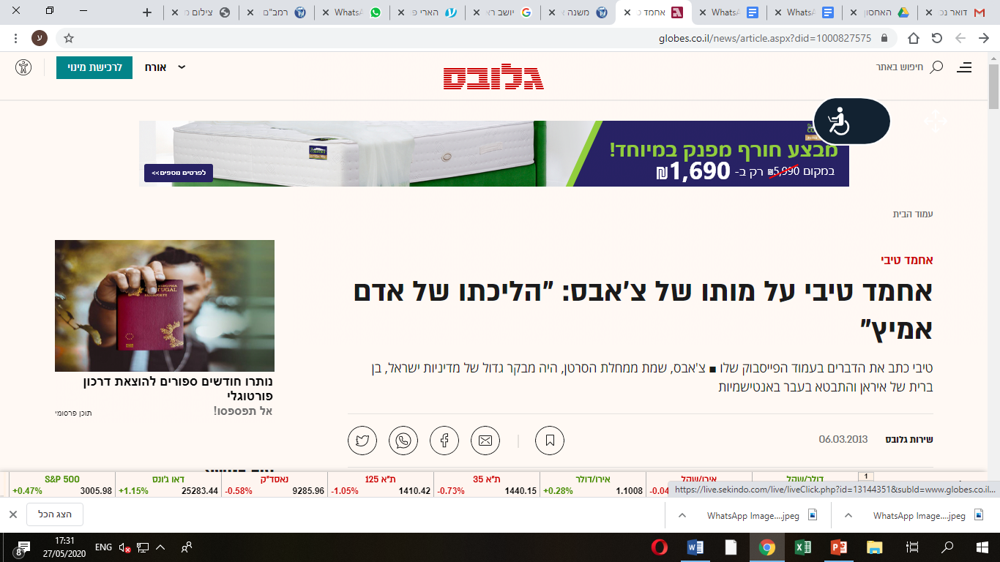 דואר נכ
האחסון
WhatsA
WhatsA
אחמד ט
משנה א
יושב רא
הארי פ
WhatsA
רמב"ם
צילום מ
globes.co.il/news/article.aspx?did=1000827575
ע
חיפוש באתר
גלובס
אורח
לרכישת מינוי
מבצע חורף מפנק במיוחד!
במקום 5,990₪ רק ב- 1,690₪
לפרטים נוספים>>
עמוד הבית
אחמד טיבי
אחמד טיבי על מותו של צ'אבס: "הליכתו של אדם
אמיץ"
טיבי כתב את הדברים בעמוד הפייסבוק שלו ■ צ'אבס, שמת ממחלת הסרטן, היה מבקר גדול של מדיניות ישראל, בן
ברית של איראן והתבטא בעבר באנטישמיות
שירות גלובס 06.03.2013
PORTUGAL
נותרו חודשים ספורים להוצאת דרכון
פורטוגלי
אל תפספסו!
תוכן פרסומי
1
דולר/שקל
אירו/שקל
-0.04
אירו/דולר
1.1008 +0.28%
ת"א 35
1440.15 -0.73%
ת"א 125
1410.42 -1.05%
נאסד"ק
9285.96 -0.58%
דאו ג'ונס
25283.44 +1.15%
S&P 500
3005.98 +0.47%
https://live.sekindo.com/live/liveClick.php?id=13144351&subId=www.globes.co.il...
WhatsApp Image....jpeg
WhatsApp Image....jpeg
הצג הכל
8
17:31
27/05/2020
ENG